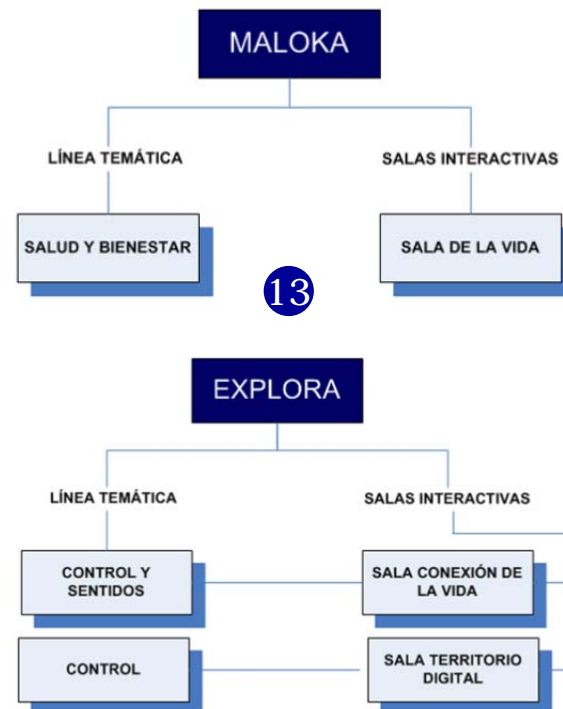 MALOKA
LÍNEA TEMÁTICA
SALAS INTERACTIVAS
SALUD Y BIENESTAR
SALA DE LA VIDA
13
EXPLORA
LÍNEA TEMÁTICA
SALAS INTERACTIVAS
CONTROL Y
SENTIDOS
SALA CONEXIÓN DE
LA VIDA
CONTROL
SALA TERRITORIO
DIGITAL